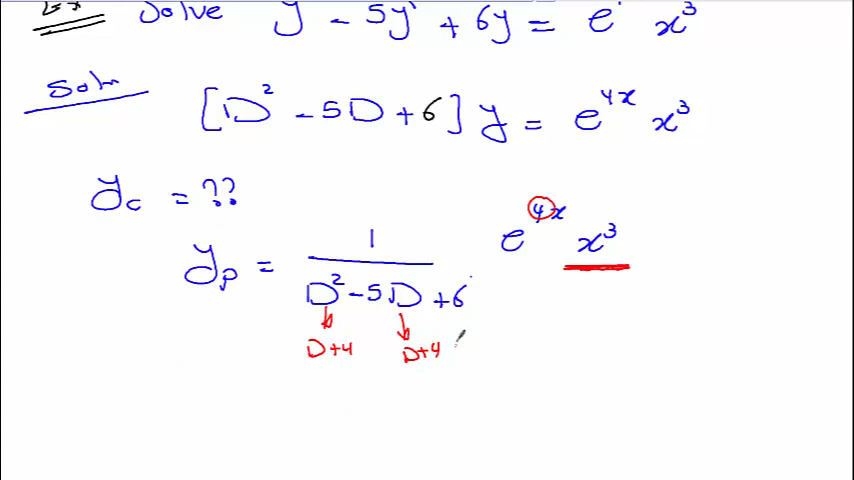 Ex Solve y - 5y' + 6y = e x³
Soln
[D² - 5D + 6] y = e^{4x} x³
y_c = ??
y_p = 1 / (D² - 5D + 6) e^{4x} x³
D+4 D+4